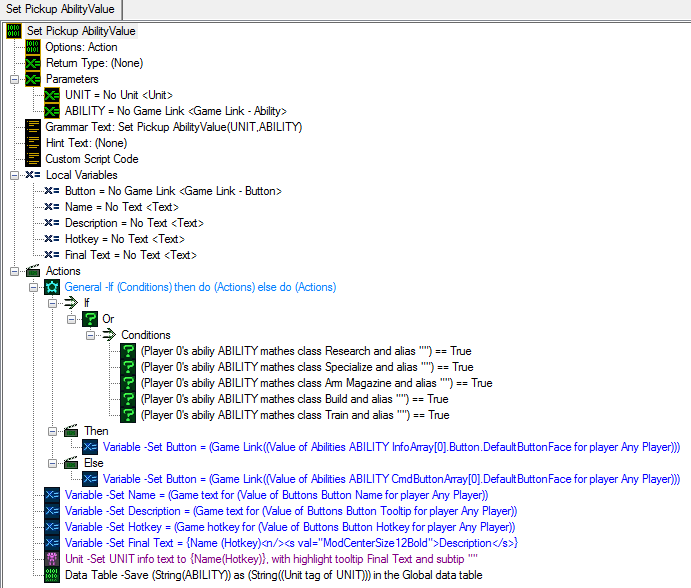 Set Pickup AbilityValue
Set Pickup AbilityValue
Options: Action
Return Type: (None)
Parameters
UNIT = No Unit <Unit>
ABILITY = No Game Link <Game Link - Ability>
Grammar Text: Set Pickup AbilityValue(UNIT,ABILITY)
Hint Text: (None)
Custom Script Code
Local Variables
Button = No Game Link <Game Link - Button>
Name = No Text <Text>
Description = No Text <Text>
Hotkey = No Text <Text>
Final Text = No Text <Text>
Actions
General -If (Conditions) then do (Actions) else do (Actions)
If
Or
Conditions
(Player 0's abiliy ABILITY mathes class Research and alias "") == True
(Player 0's abiliy ABILITY mathes class Specialize and alias "") == True
(Player 0's abiliy ABILITY mathes class Arm Magazine and alias "") == True
(Player 0's abiliy ABILITY mathes class Build and alias "") == True
(Player 0's abiliy ABILITY mathes class Train and alias "") == True
Then
Variable -Set Button = (Game Link((Value of Abilities ABILITY InfoArray[0].Button.DefaultButtonFace for player Any Player)))
Else
Variable -Set Button = (Game Link((Value of Abilities ABILITY CmdButtonArray[0].DefaultButtonFace for player Any Player)))
Variable -Set Name = (Game text for (Value of Buttons Button Name for player Any Player))
Variable -Set Description = (Game text for (Value of Buttons Button Tooltip for player Any Player))
Variable -Set Hotkey = (Game hotkey for (Value of Buttons Button Hotkey for player Any Player))
Variable -Set Final Text = {Name (Hotkey)<n/><s val="ModCenterSize12Bold">Description</s>}
Unit -Set UNIT info text to {Name(Hotkey)}, with highlight tooltip Final Text and subtip ""
Data Table -Save (String(ABILITY)) as (String((Unit tag of UNIT))) in the Global data table